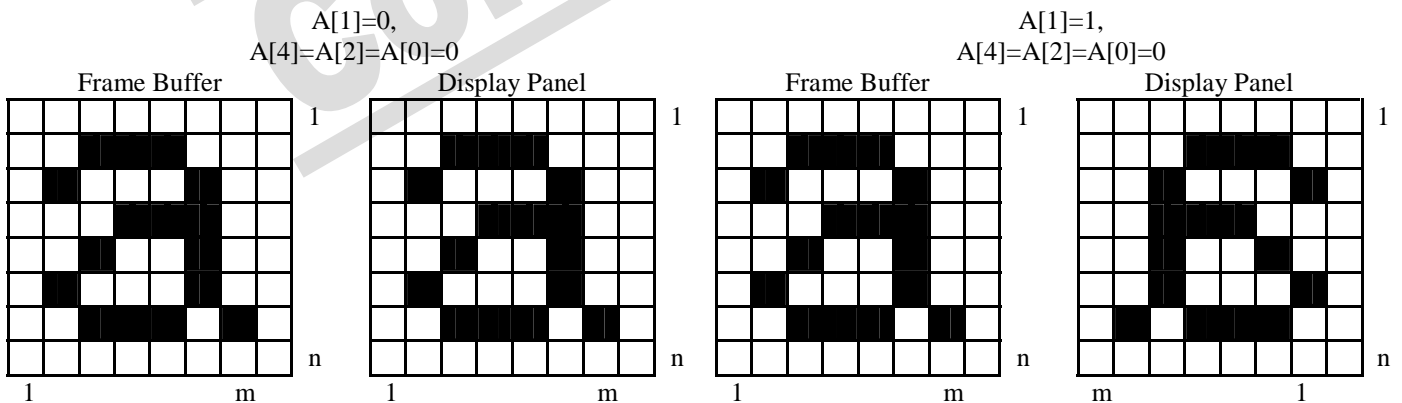 A[1]=0,
A[4]=A[2]=A[0]=0
Frame Buffer
Display Panel
1
1
n
n
1
m
1
m
A[1]=1,
A[4]=A[2]=A[0]=0
Frame Buffer
Display Panel
1
1
n
n
1
m
m
1